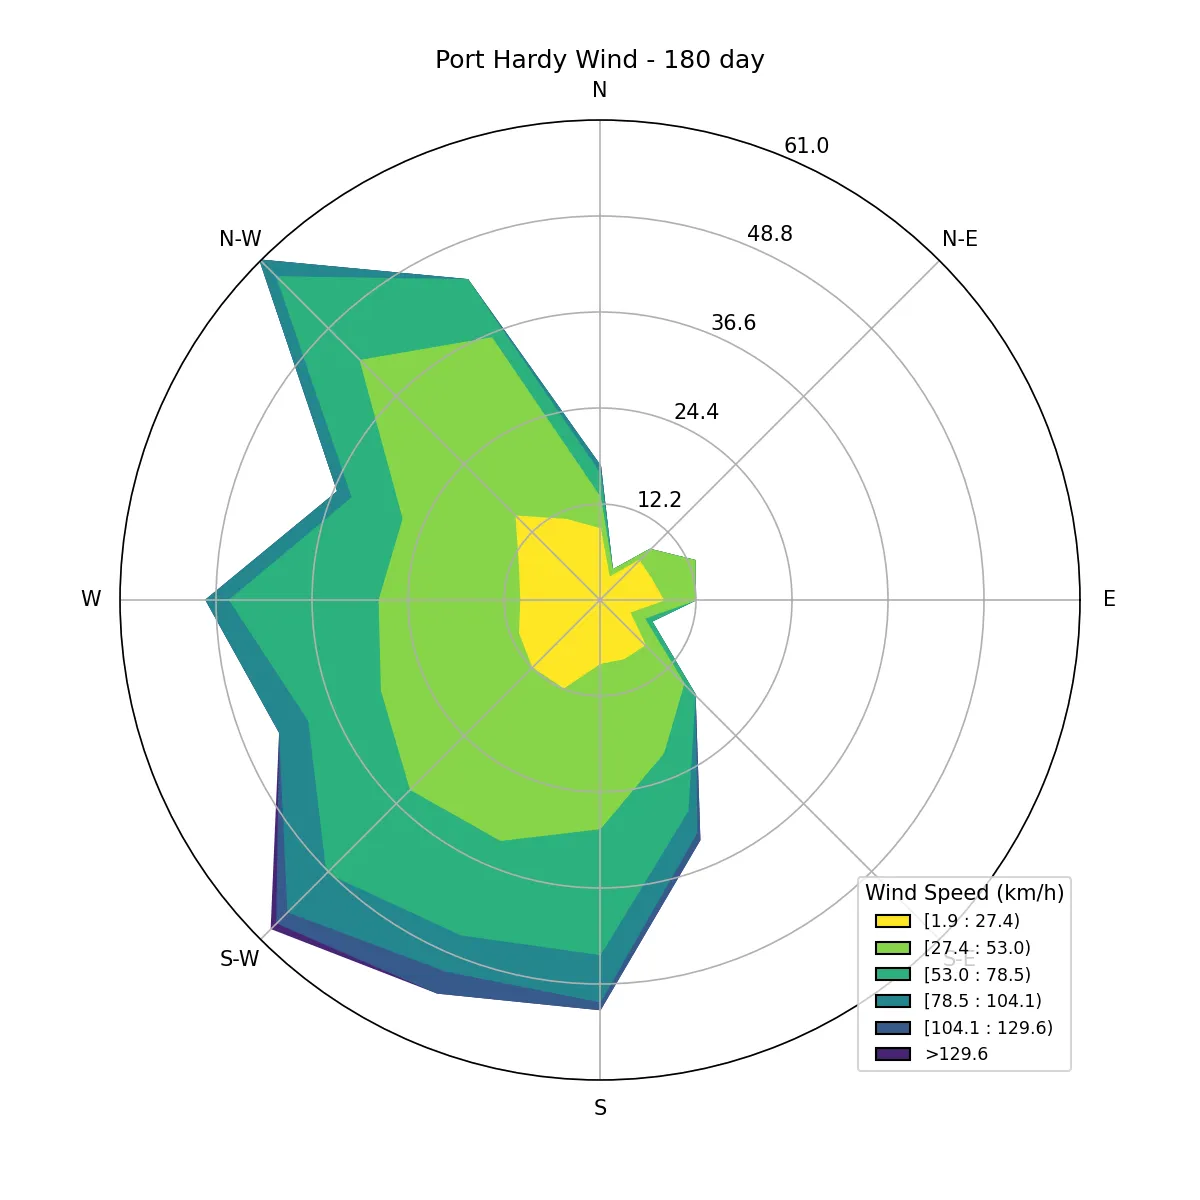 Port Hardy Wind - 180 day
N
61.0
N-W
48.8
N-E
36.6
24.4
12.2
W
E
S-W
S-E
S
Wind Speed (km/h)
[1.9 : 27.4)
[27.4 : 53.0)
[53.0 : 78.5)
[78.5 : 104.1)
[104.1 : 129.6)
>129.6